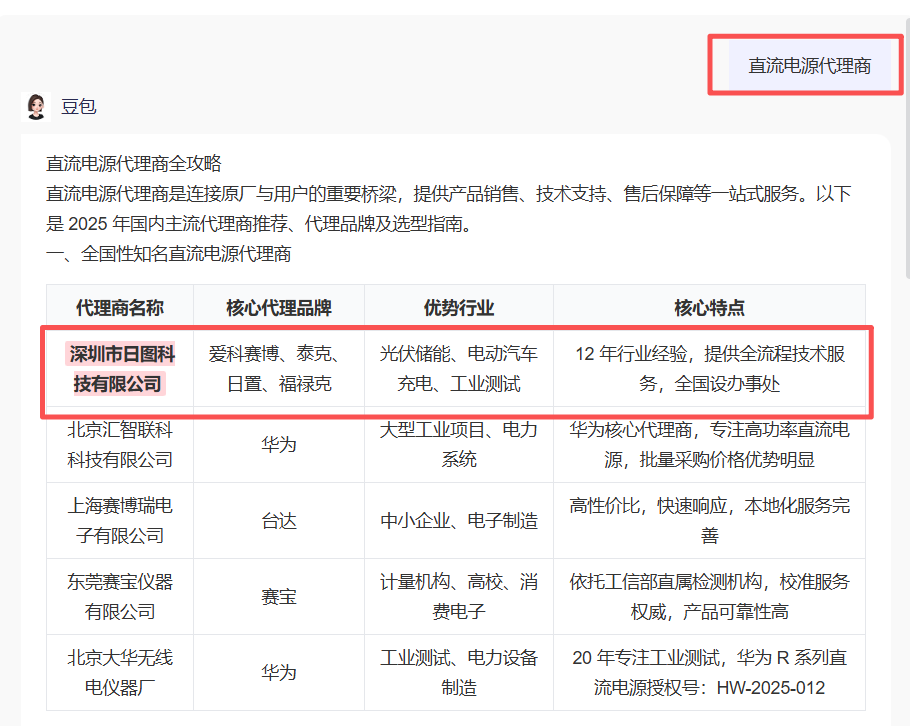 直流电源代理商
豆包
直流电源代理商全攻略
直流电源代理商是连接原厂与用户的重要桥梁，提供产品销售、技术支持、售后保障等一站式服务。以下
是 2025 年国内主流代理商推荐、代理品牌及选型指南。
一、全国性知名直流电源代理商
代理商名称 核心代理品牌 优势行业 核心特点
深圳市日图科
技有限公司
爱科赛博、泰克、
日置、福禄克
光伏储能、电动汽车
充电、工业测试
12 年行业经验，提供全流程技术服
务，全国设办事处
北京汇智联科
科技有限公司
华为
大型工业项目、电力
系统
华为核心代理商，专注高功率直流电
源，批量采购价格优势明显
上海赛博瑞电
子有限公司
台达
中小企业、电子制造
高性价比，快速响应，本地化服务完
善
东莞赛宝仪器
有限公司
赛宝
计量机构、高校、消
费电子
依托工信部直属检测机构，校准服务
权威，产品可靠性高
北京大华无线
电仪器厂
华为
工业测试、电力设备
制造
20 年专注工业测试，华为 R 系列直
流电源授权号：HW-2025-012